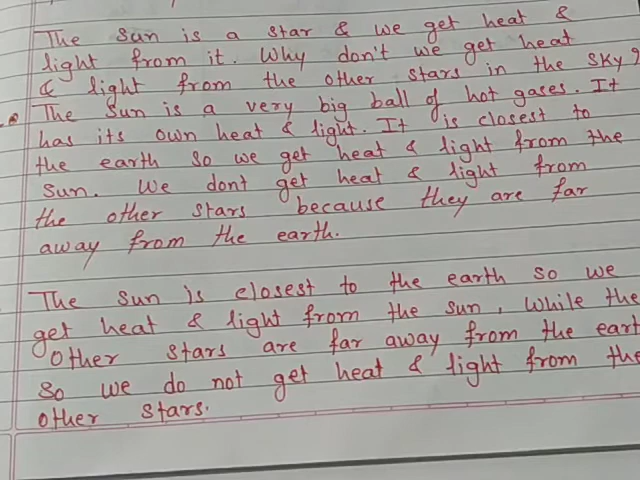 The sun is a star & we get heat &
light from it. Why don't we get heat
& light from the other stars in the sky?
The sun is a very big ball of hot gases. It
has its own heat & light. It is closest to
the earth so we get heat & light from the
sun. We dont get heat & light from
the other stars because they are far
away from the earth.
The sun is closest to the earth so we
get heat & light from the sun, while the
other stars are far away from the eart
so we do not get heat & light from the
other stars.